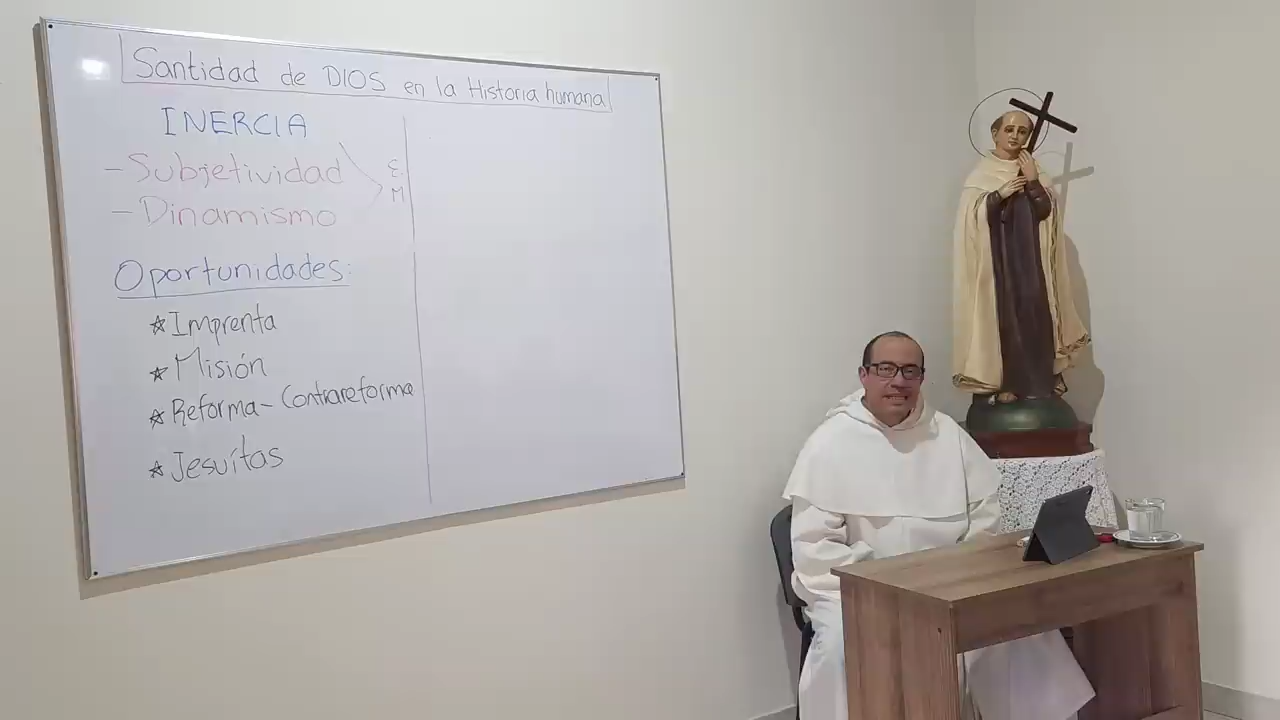 Santidad de DIOS en la Historia humana
INERCIA
- Subjetividad
- Dinamismo
E.
M
Oportunidades:
☆ Imprenta
☆ Misión
☆ Reforma - Contrareforma
☆ Jesuítas